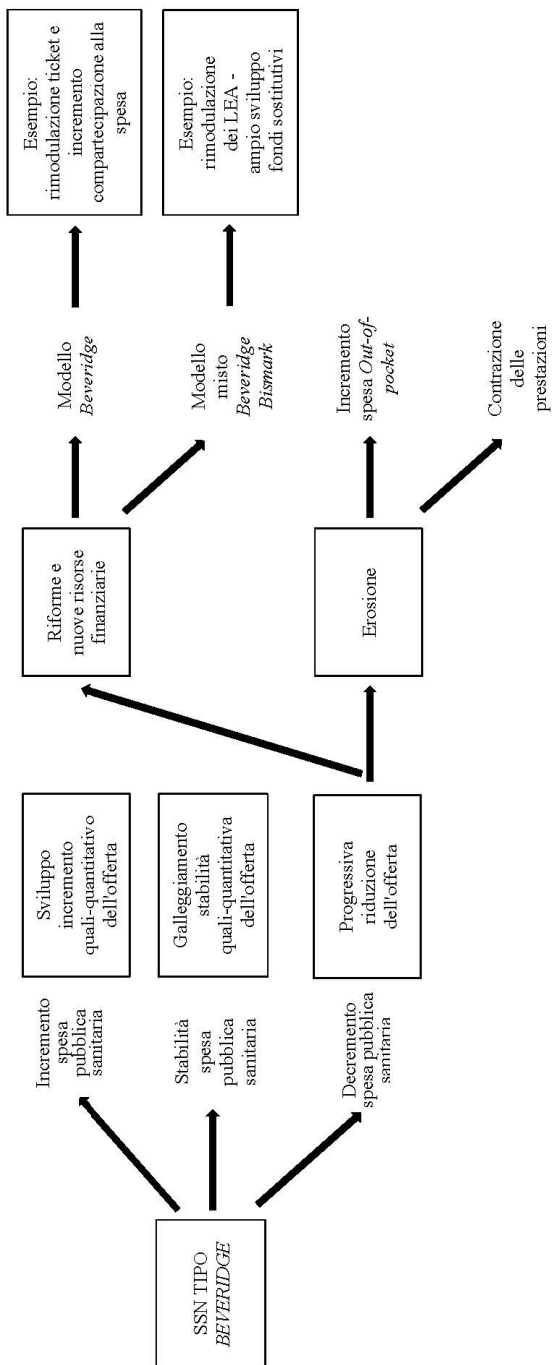 SSN TIPO
BEVERIDGE
Incremento
spesa
pubblica
sanitaria
Stabilità
spesa
pubblica
sanitaria
Decremento
spesa pubblica
sanitaria
Sviluppo
incremento
quali-quantitativo
dell'offerta
Galleggiamento
stabilità
quali-quantitativa
dell'offerta
Progressiva
riduzione
dell'offerta
Riforme e
nuove risorse
finanziarie
Erosione
Modello
Beveridge
Modello
misto
Beveridge
Bismark
Incremento
spesa Out-of-
pocket
Contrazione
delle
prestazioni
Esempio:
rimodulazione ticket e
incremento
compartecipazione alla
spesa
Esempio:
rimodulazione
dei LEA -
ampio sviluppo
fondi sostitutivi